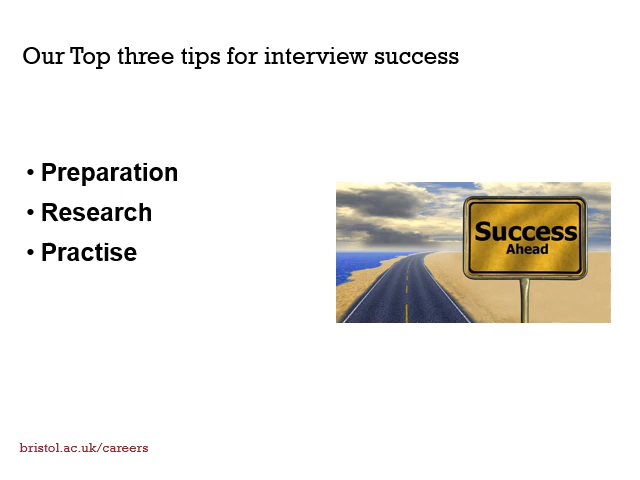 Our Top three tips for interview success
• Preparation
• Research
• Practise
Success
Ahead
bristol.ac.uk/careers